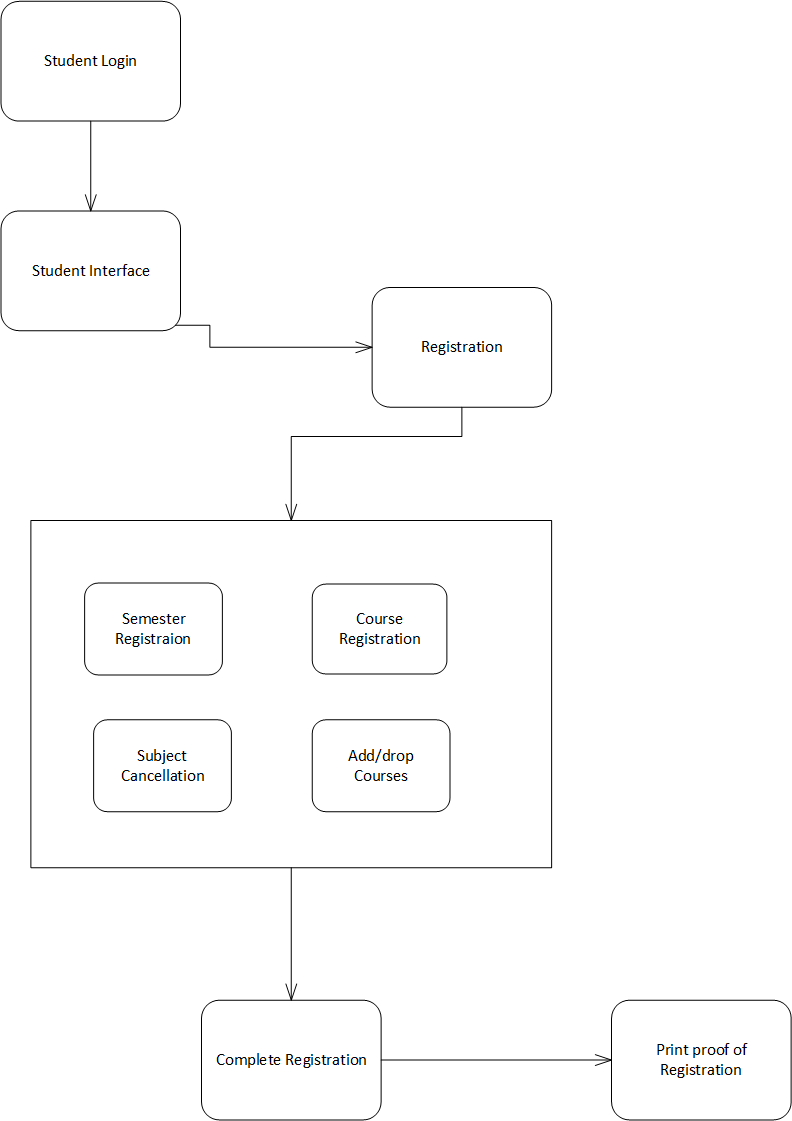 Student Login
Student Interface
Registration
Semester
Registraion
Course
Registration
Subject
Cancellation
Add/drop
Courses
Complete Registration
Print proof of
Registration